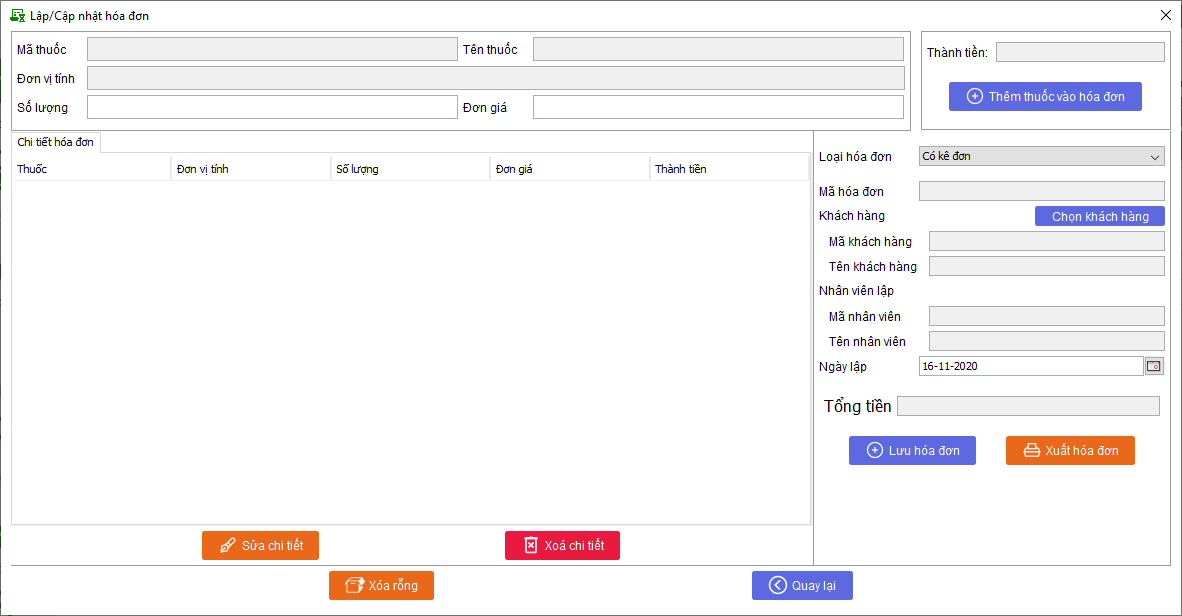 Lập/Cập nhật hóa đơn
Mã thuốc
Tên thuốc
Thành tiền:
Đơn vị tính
Thêm thuốc vào hóa đơn
Số lượng
Đơn giá
Chi tiết hóa đơn
Thuốc
Đơn vị tính
Số lượng
Đơn giá
Thành tiền
Loại hóa đơn
Có kê đơn
Mã hóa đơn
Khách hàng
Chọn khách hàng
Mã khách hàng
Tên khách hàng
Nhân viên lập
Mã nhân viên
Tên nhân viên
Ngày lập
16-11-2020
Tổng tiền
Lưu hóa đơn
Xuất hóa đơn
Sửa chi tiết
Xoá chi tiết
Xóa rỗng
Quay lại